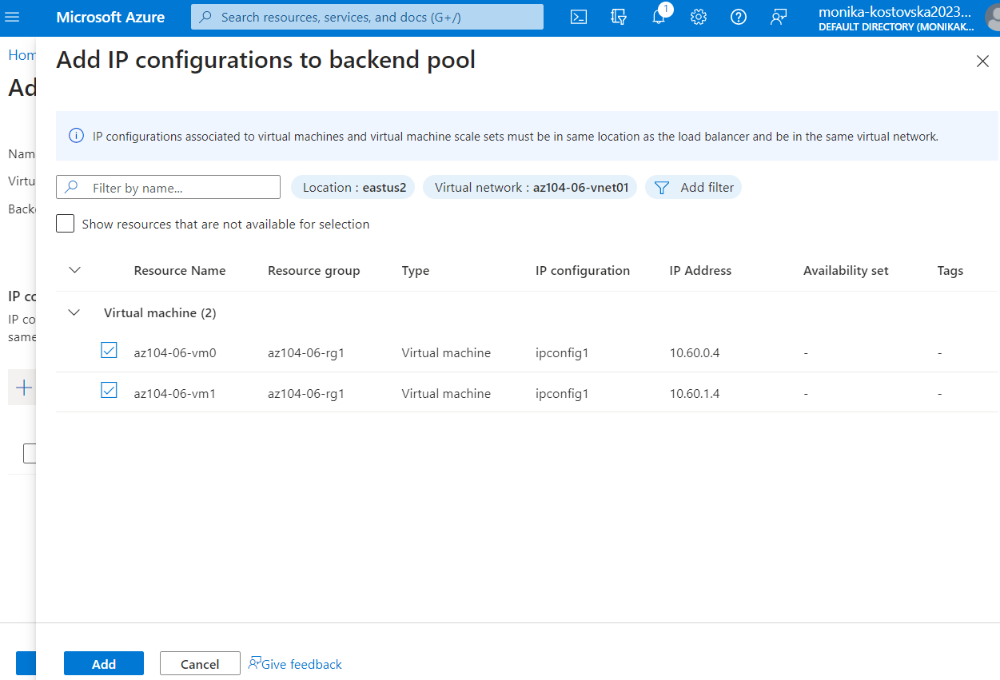 Microsoft Azure
Search resources, services, and docs (G+/)
1
monika-kostovska2023...
DEFAULT DIRECTORY (MONIKAK...
Hom
Add IP configurations to backend pool
Ad
IP configurations associated to virtual machines and virtual machine scale sets must be in same location as the load balancer and be in the same virtual network.
Nam
Virtu
Filter by name...
Location : eastus2
Virtual network : az104-06-vnet01
Add filter
Back
Show resources that are not available for selection
Resource Name Resource group Type IP configuration IP Address Availability set Tags
IP co
IP co
same
Virtual machine (2)
az104-06-vm0 az104-06-rg1 Virtual machine ipconfig1 10.60.0.4 - -
az104-06-vm1 az104-06-rg1 Virtual machine ipconfig1 10.60.1.4 - -
Add
Cancel
Give feedback